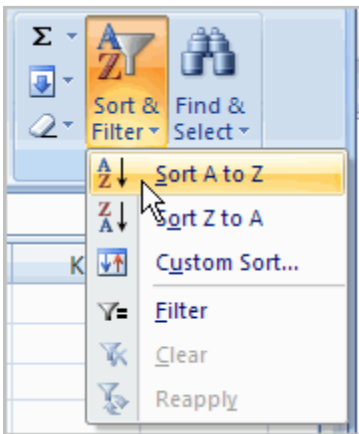 Σ
Sort & Filter
Find & Select
Sort A to Z
Sort Z to A
Custom Sort...
Filter
Clear
Reapply
K